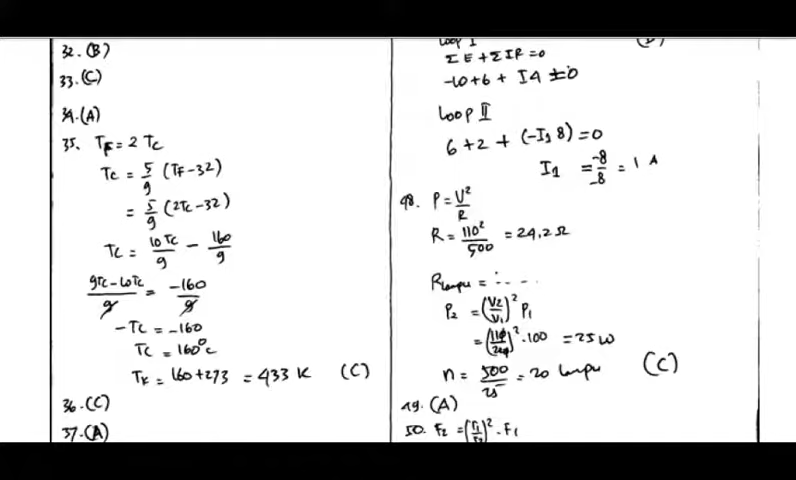 32. (B)
33. (C)
34. (A)
35. TF = 2 Tc
Tc = 5/9 (TF-32)
= 5/9 (2Tc-32)
Tc = 10Tc/9 - 160/9
9Tc-10Tc/9 = -160/9
-Tc = -160
Tc = 160°c
TK = 160+273 = 433 K (C)
36. (C)
37. (A)
Loop I
Σ E + Σ IR = 0
-10+6 + I4 = 0
Loop II
6 + 2 + (-I1 8) = 0
I1 = -8/-8 = 1 A
48. P = V²/R
R = 110²/500 = 24,2 Ω
Rlampu = : - - -
P2 = (V2/V1)² P1
= (110/220)² . 100 = 25 W
n = 500/25 = 20 lampu (C)
49. (A)
50. F2 = (r1/r2)² . F1